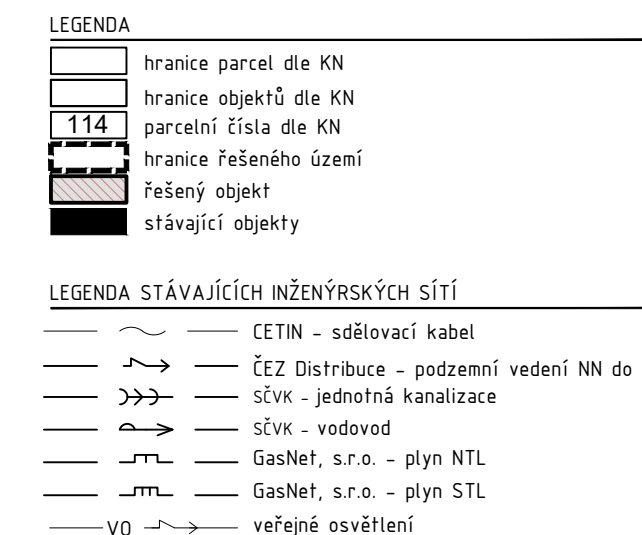 LEGENDA
hranice parcel dle KN
hranice objektů dle KN
114 parcelní čísla dle KN
hranice řešeného území
řešený objekt
stávající objekty
LEGENDA STÁVAJÍCÍCH INŽENÝRSKÝCH SÍTÍ
CETIN - sdělovací kabel
ČEZ Distribuce - podzemní vedení NN do
SČVK - jednotná kanalizace
SČVK - vodovod
GasNet, s.r.o. - plyn NTL
GasNet, s.r.o. - plyn STL
VO veřejné osvětlení